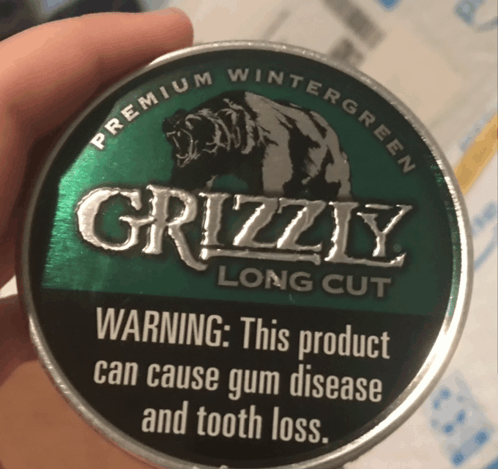 PREMIUM WINTERGREEN
GRIZZLY
LONG CUT
WARNING: This product
can cause gum disease
and tooth loss.